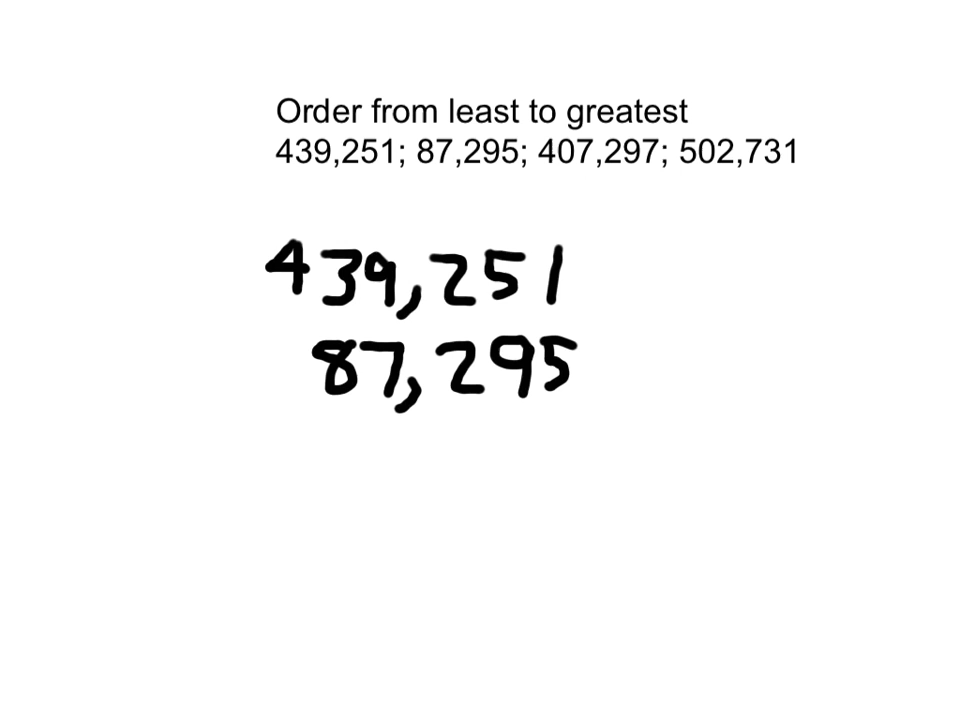 Order from least to greatest
439,251; 87,295; 407,297; 502,731
439,251
87,295